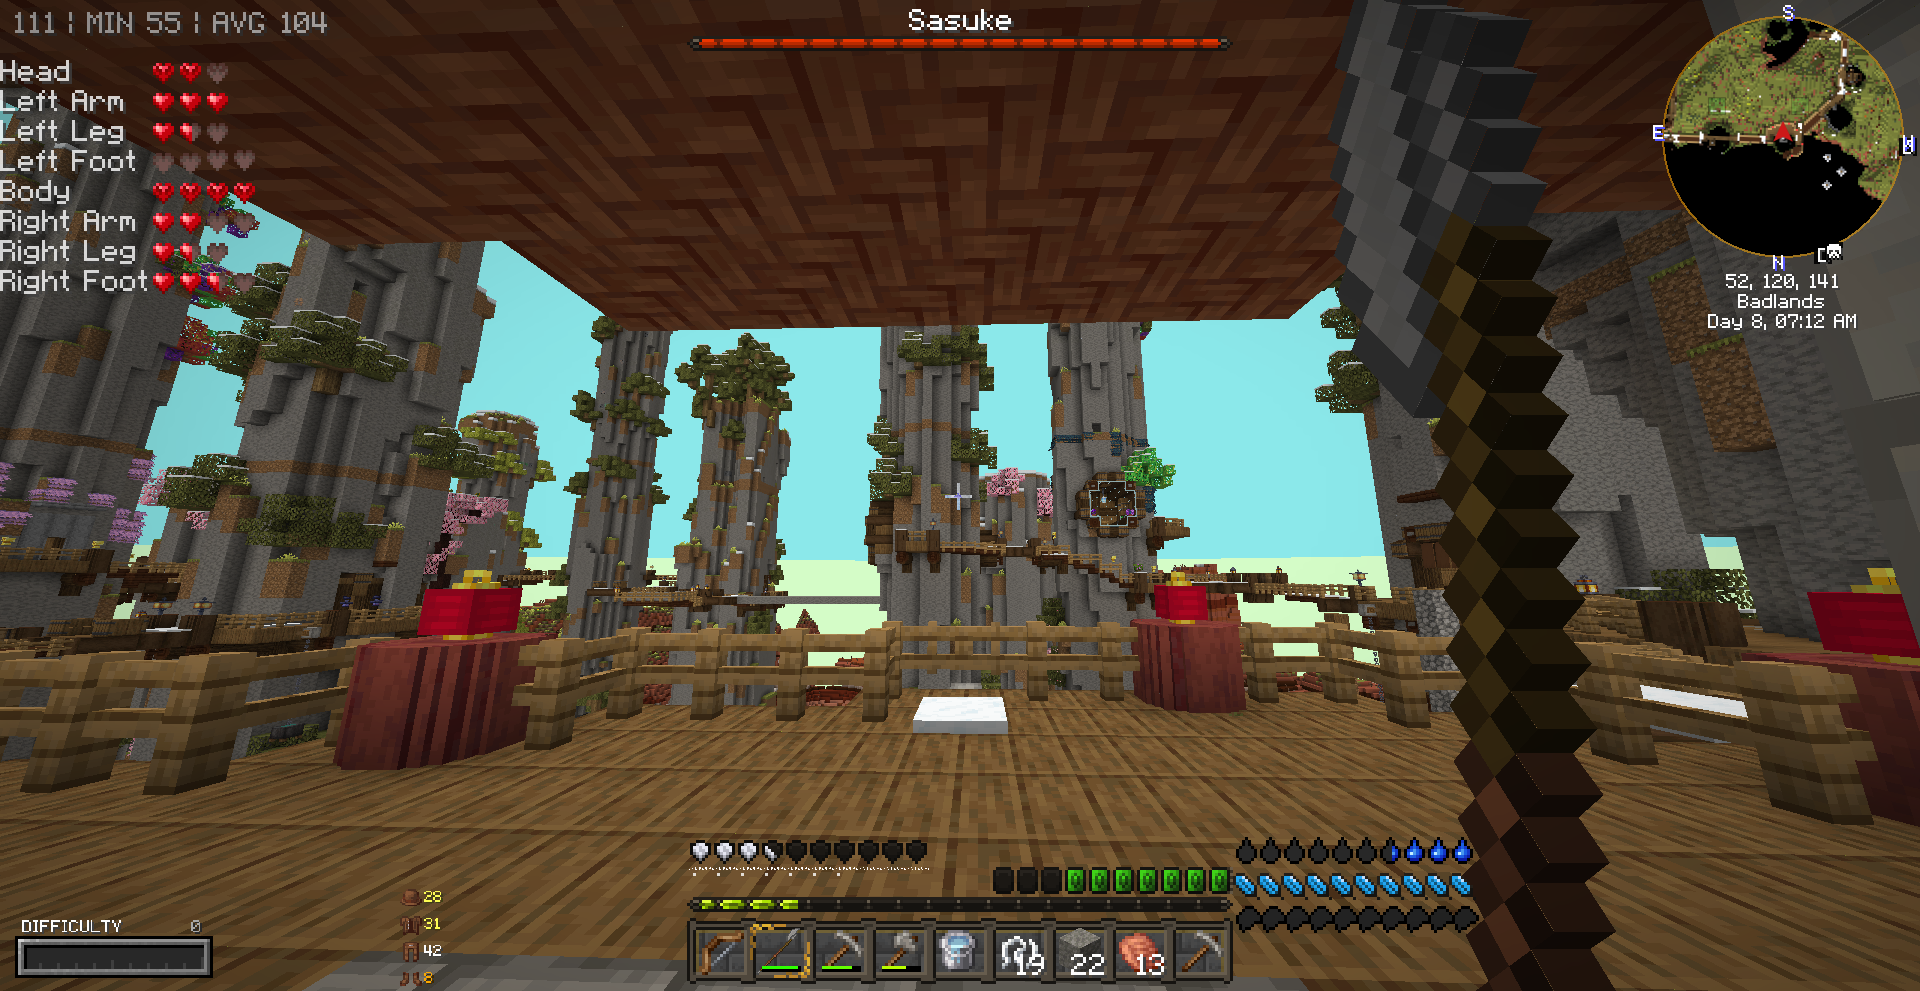 111 | MIN 55 | AVG 104
Sasuke
Head
Left Arm
Left Leg
Left Foot
Body
Right Arm
Right Leg
Right Foot
S
E
N
52, 120, 141
Badlands
Day 8, 07:12 AM
28
31
42
8
DIFFICULTY 0
19
22
13